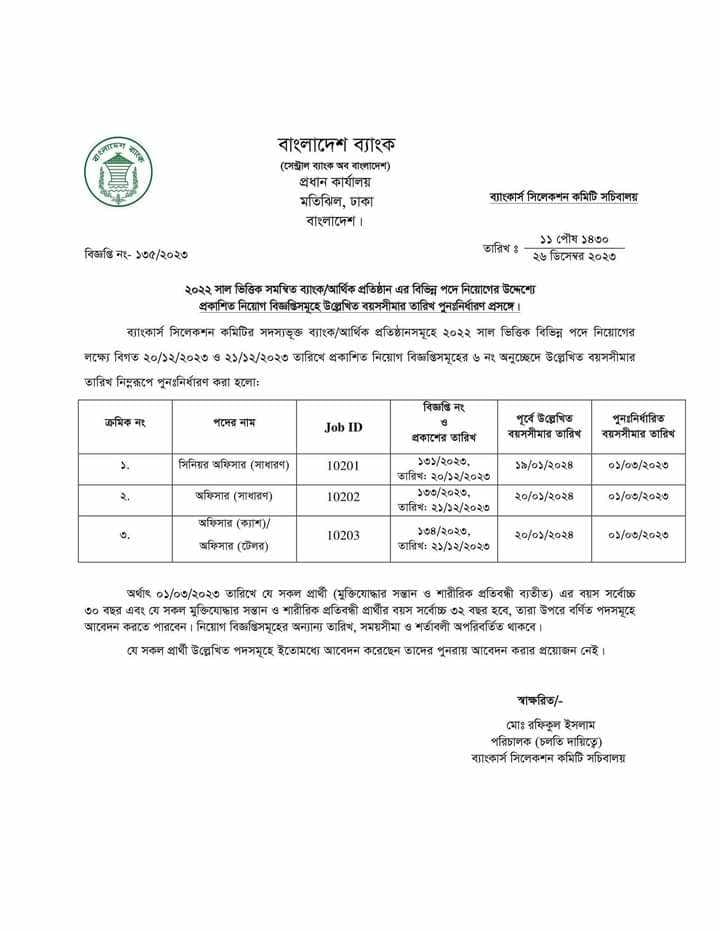 বাংলাদেশ ব্যাংক
বাংলাদেশ ব্যাংক
(সেন্ট্রাল ব্যাংক অব বাংলাদেশ)
প্রধান কার্যালয়
মতিঝিল, ঢাকা
বাংলাদেশ।
ব্যাংকার্স সিলেকশন কমিটি সচিবালয়
বিজ্ঞপ্তি নং- ১৩৫/২০২৩
তারিখ ঃ ১১ পৌষ ১৪৩০
২৬ ডিসেম্বর ২০২৩
২০২২ সাল ভিত্তিক সমন্বিত ব্যাংক/আর্থিক প্রতিষ্ঠান এর বিভিন্ন পদে নিয়োগের উদ্দেশ্যে
প্রকাশিত নিয়োগ বিজ্ঞপ্তিসমূহে উল্লেখিত বয়সসীমার তারিখ পুনঃনির্ধারণ প্রসঙ্গে।
ব্যাংকার্স সিলেকশন কমিটির সদস্যভূক্ত ব্যাংক/আর্থিক প্রতিষ্ঠানসমূহে ২০২২ সাল ভিত্তিক বিভিন্ন পদে নিয়োগের
লক্ষ্যে বিগত ২০/১২/২০২৩ ও ২১/১২/২০২৩ তারিখে প্রকাশিত নিয়োগ বিজ্ঞপ্তিসমূহের ৬ নং অনুচ্ছেদে উল্লেখিত বয়সসীমার
তারিখ নিম্নরূপে পুনঃনির্ধারণ করা হলো:
ক্রমিক নং পদের নাম Job ID বিজ্ঞপ্তি নং ও প্রকাশের তারিখ পূর্বে উল্লেখিত বয়সসীমার তারিখ পুনঃনির্ধারিত বয়সসীমার তারিখ
১. সিনিয়র অফিসার (সাধারণ) 10201 ১৩১/২০২৩, তারিখ: ২০/১২/২০২৩ ১৯/০১/২০২৪ ০১/০৩/২০২৩
২. অফিসার (সাধারণ) 10202 ১৩৩/২০২৩, তারিখ: ২১/১২/২০২৩ ২০/০১/২০২৪ ০১/০৩/২০২৩
৩. অফিসার (ক্যাশ)/ অফিসার (টেলর) 10203 ১৩৪/২০২৩, তারিখ: ২১/১২/২০২৩ ২০/০১/২০২৪ ০১/০৩/২০২৩
অর্থাৎ ০১/০৩/২০২৩ তারিখে যে সকল প্রার্থী (মুক্তিযোদ্ধার সন্তান ও শারীরিক প্রতিবন্ধী ব্যতীত) এর বয়স সর্বোচ্চ
৩০ বছর এবং যে সকল মুক্তিযোদ্ধার সন্তান ও শারীরিক প্রতিবন্ধী প্রার্থীর বয়স সর্বোচ্চ ৩২ বছর হবে, তারা উপরে বর্ণিত পদসমূহে
আবেদন করতে পারবেন। নিয়োগ বিজ্ঞপ্তিসমূহের অন্যান্য তারিখ, সময়সীমা ও শর্তাবলী অপরিবর্তিত থাকবে।
যে সকল প্রার্থী উল্লেখিত পদসমূহে ইতোমধ্যে আবেদন করেছেন তাদের পুনরায় আবেদন করার প্রয়োজন নেই।
স্বাক্ষরিত/-
মোঃ রফিকুল ইসলাম
পরিচালক (চলতি দায়িত্বে)
ব্যাংকার্স সিলেকশন কমিটি সচিবালয়